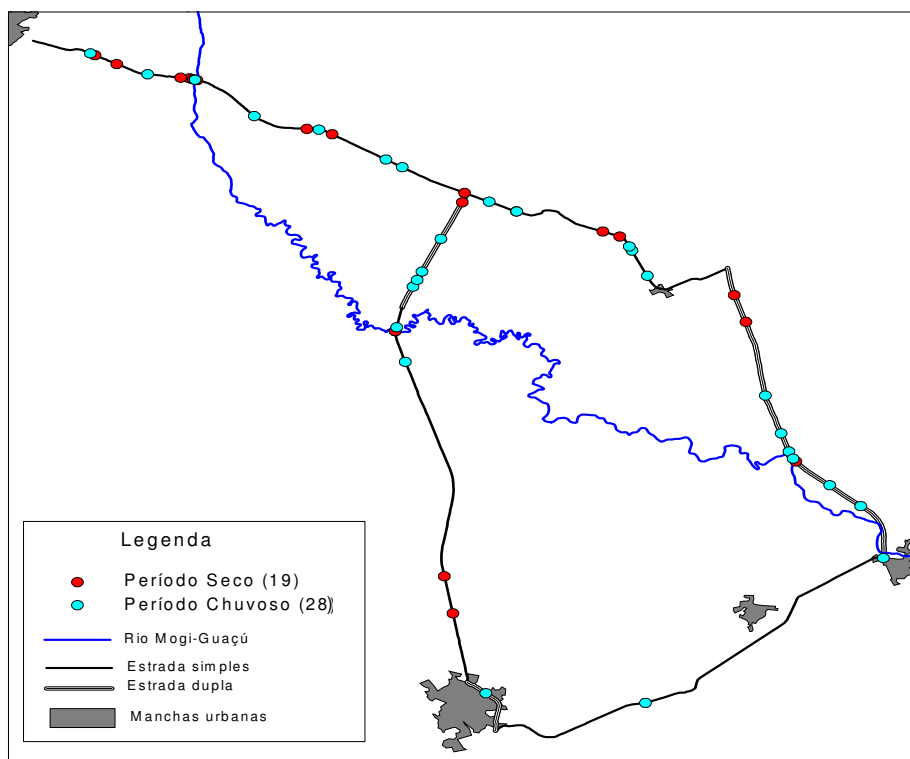 Legenda
Período Seco (19)
Período Chuvoso (28)
Rio Mogi-Guaçú
Estrada simples
Estrada dupla
Manchas urbanas